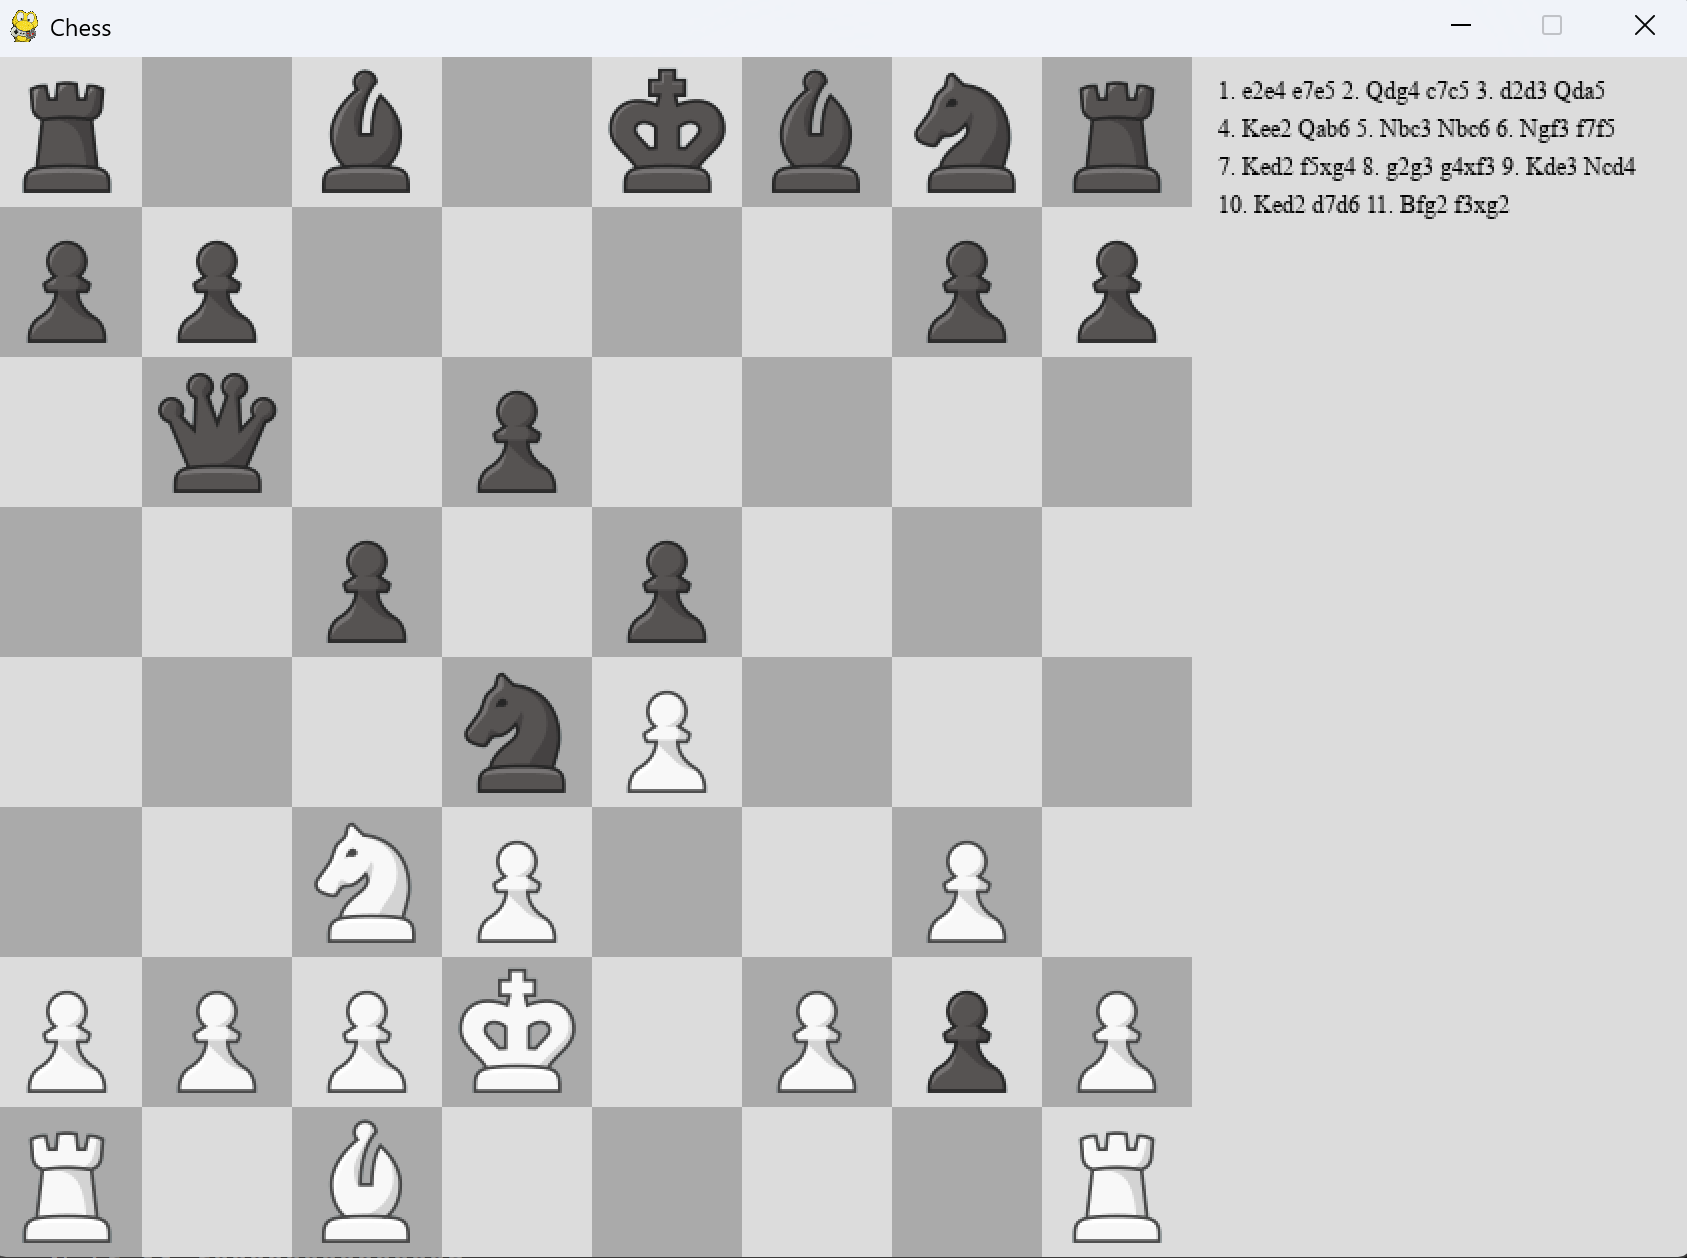 Chess
1. e2e4 e7e5 2. Qdg4 c7c5 3. d2d3 Qda5
4. Kee2 Qab6 5. Nbc3 Nbc6 6. Ngf3 f7f5
7. Ked2 f5xg4 8. g2g3 g4xf3 9. Kde3 Ncd4
10. Ked2 d7d6 11. Bfg2 f3xg2